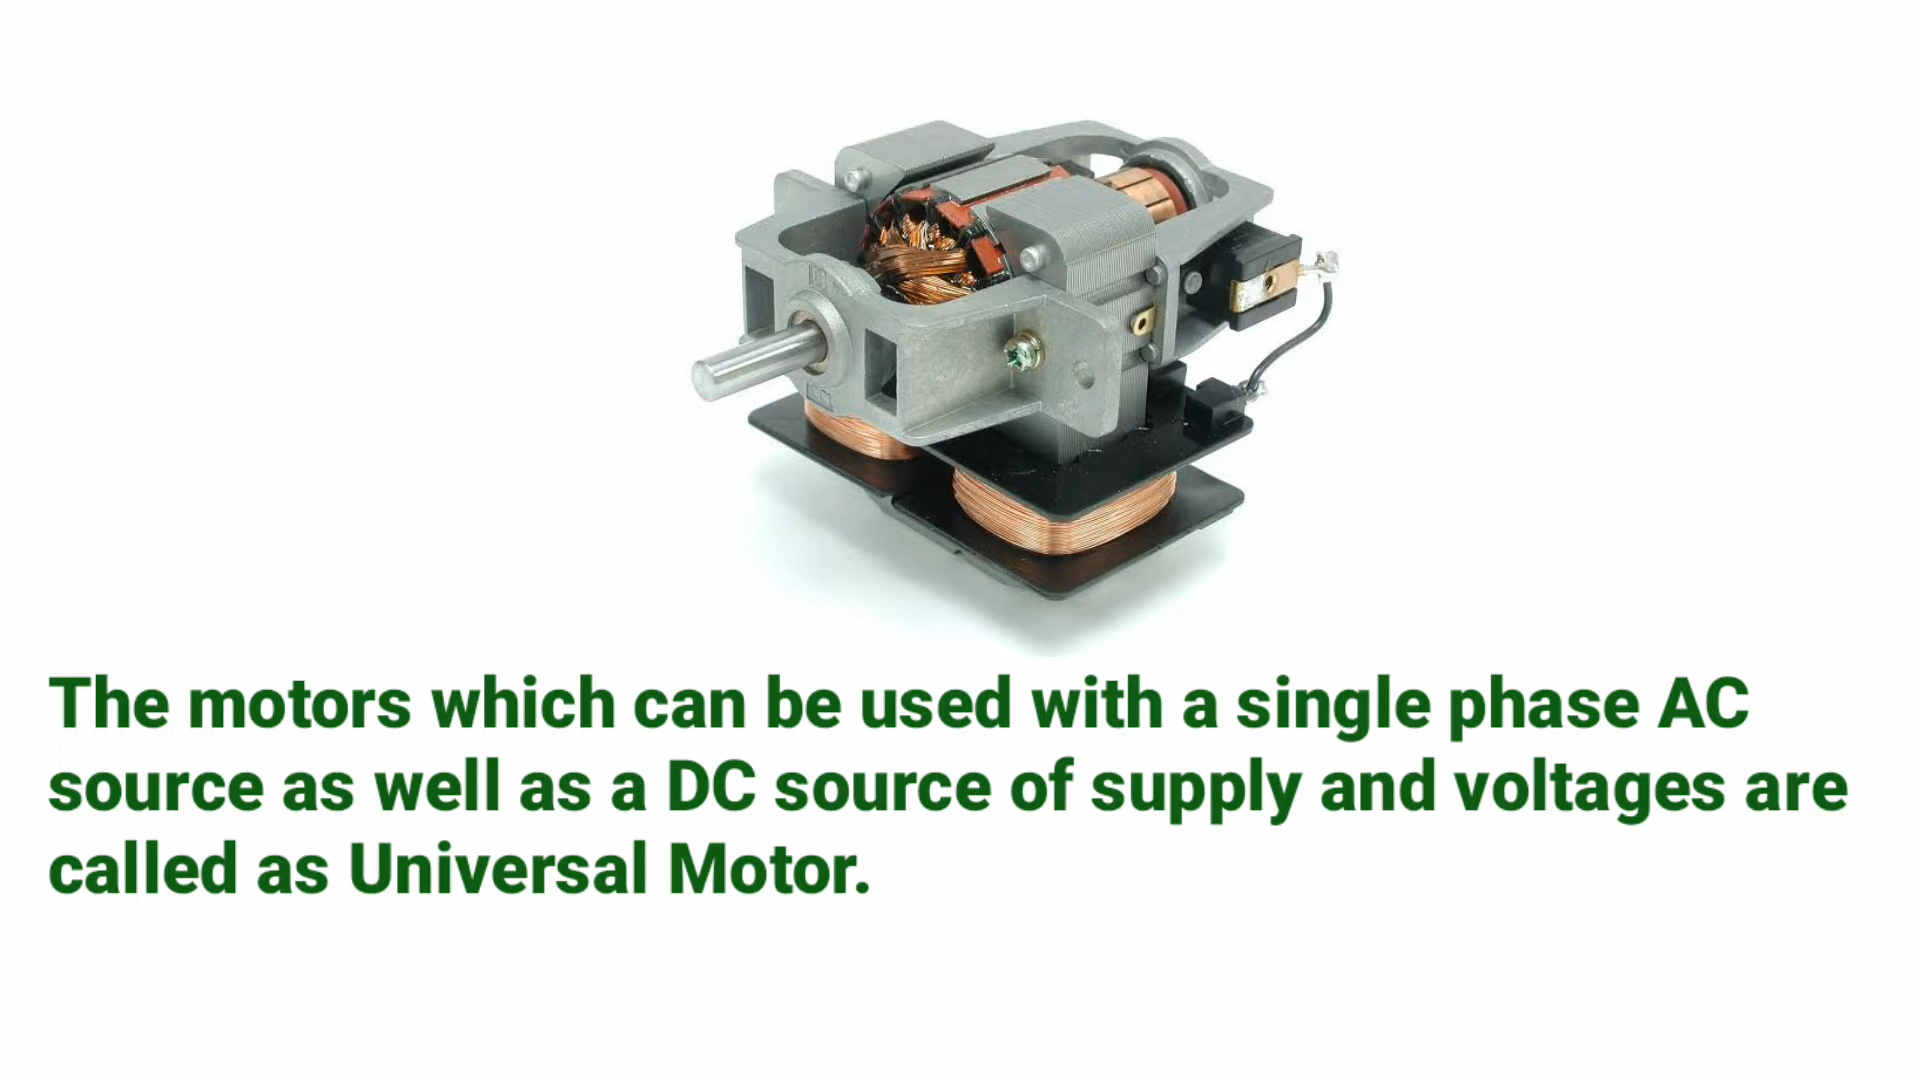 The motors which can be used with a single phase AC
source as well as a DC source of supply and voltages are
called as Universal Motor.